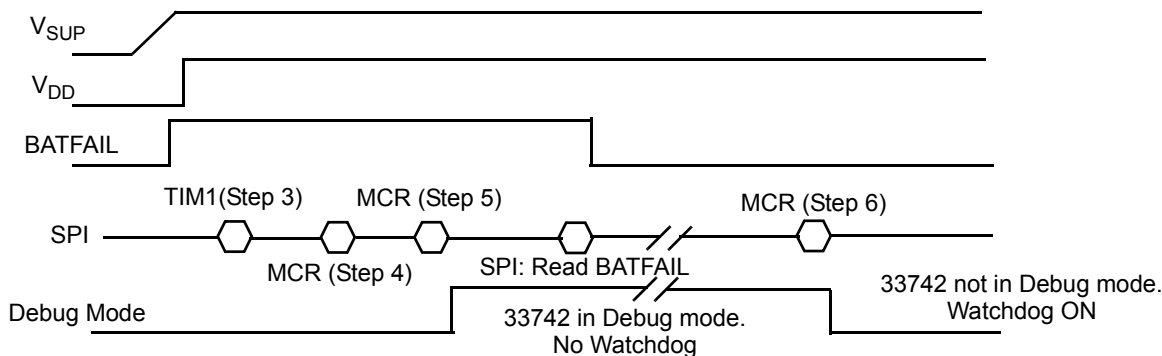 VSUP
VDD
BATFAIL
TIM1(Step 3)
MCR (Step 5)
MCR (Step 6)
SPI
MCR (Step 4)
SPI: Read BATFAIL
Debug Mode
33742 in Debug mode.
No Watchdog
33742 not in Debug mode.
Watchdog ON